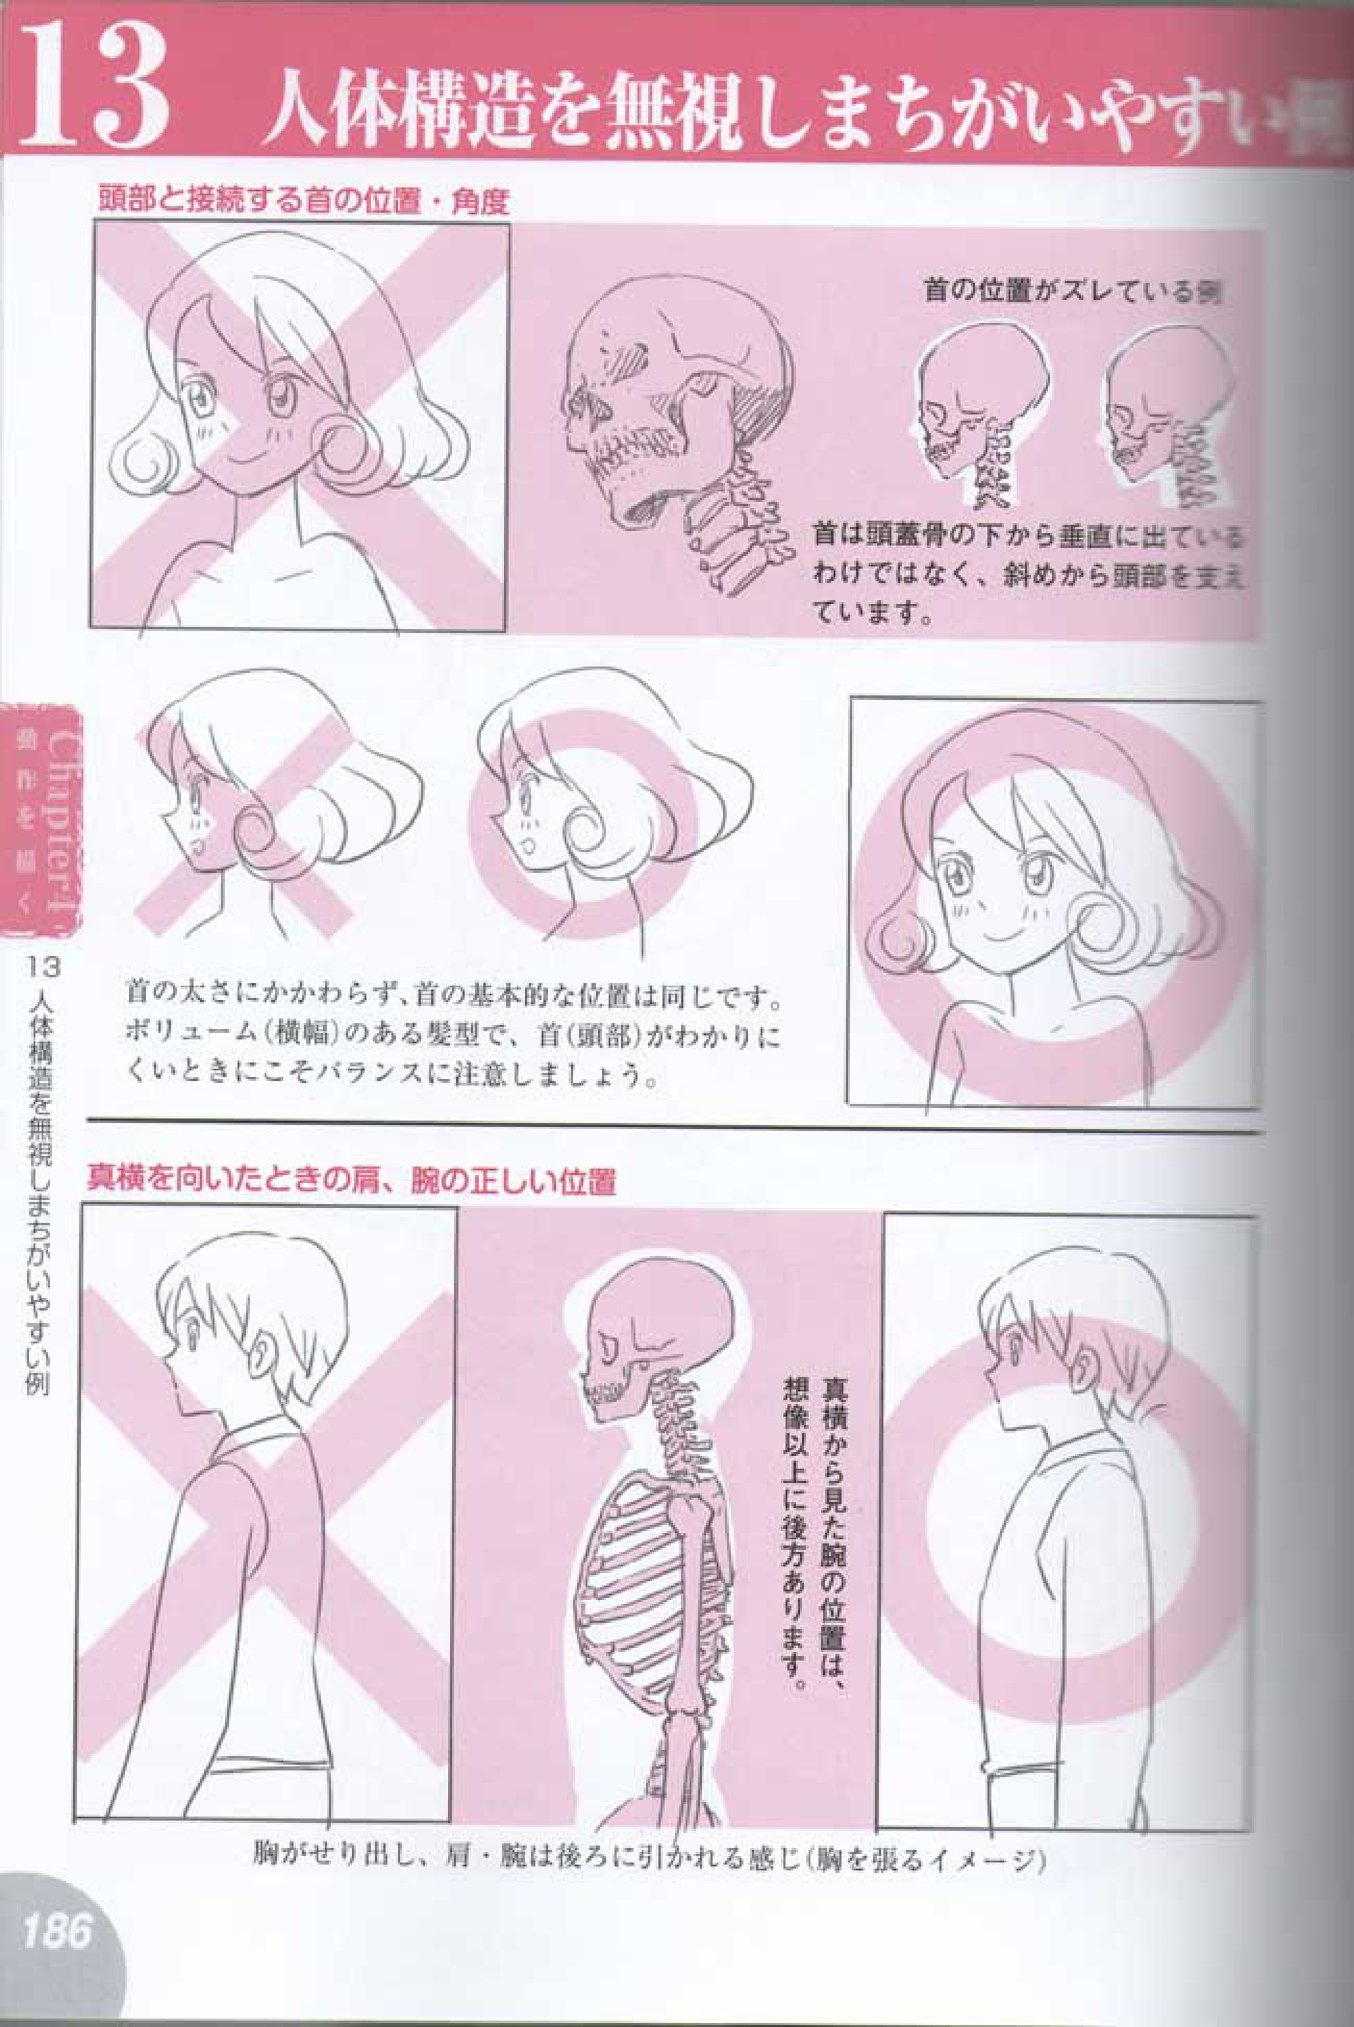 13 人体構造を無視しまちがいやすい例
頭部と接続する首の位置・角度
首の位置がズレている例
首は頭蓋骨の下から垂直に出ている
わけではなく、斜めから頭部を支え
ています。
首の太さにかかわらず、首の基本的な位置は同じです。
ボリューム(横幅)のある髪型で、首(頭部)がわかりに
くいときにこそバランスに注意しましょう。
真横を向いたときの肩、腕の正しい位置
真横から見た腕の位置は、
想像以上に後方あります。
胸がせり出し、肩・腕は後ろに引かれる感じ(胸を張るイメージ)
Chapter.1
動作を描く
13 人体構造を無視しまちがいやすい例
186